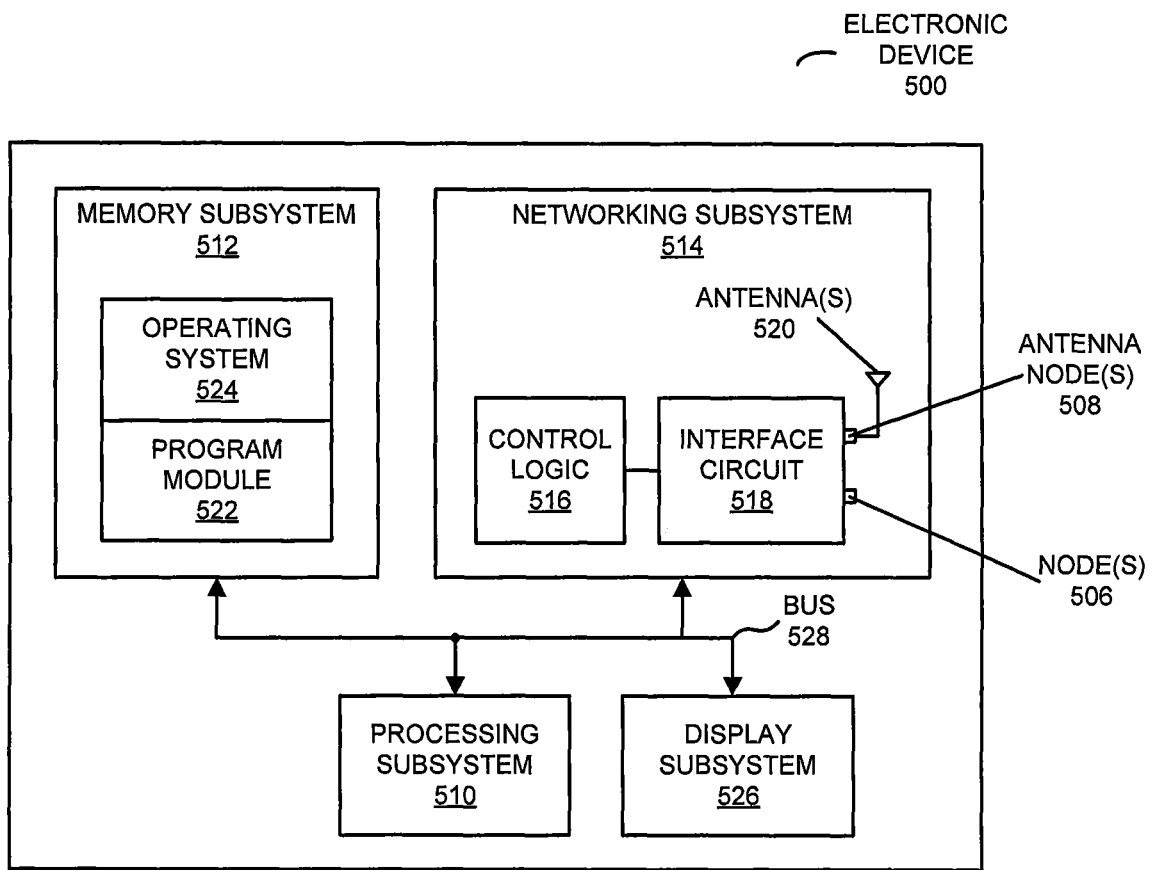 ELECTRONIC
DEVICE
500
MEMORY SUBSYSTEM
512
OPERATING
SYSTEM
524
PROGRAM
MODULE
522
NETWORKING SUBSYSTEM
514
ANTENNA(S)
520
CONTROL
LOGIC
516
INTERFACE
CIRCUIT
518
ANTENNA
NODE(S)
508
NODE(S)
506
BUS
528
PROCESSING
SUBSYSTEM
510
DISPLAY
SUBSYSTEM
526